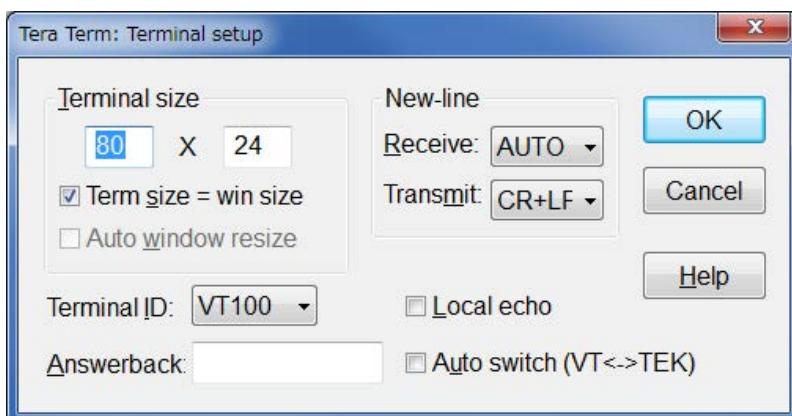 Tera Term: Terminal setup
Terminal size
80 X 24
Term size = win size
Auto window resize
New-line
Receive: AUTO
Transmit: CR+LF
OK
Cancel
Help
Terminal ID: VT100
Local echo
Answerback:
Auto switch (VT<->TEK)